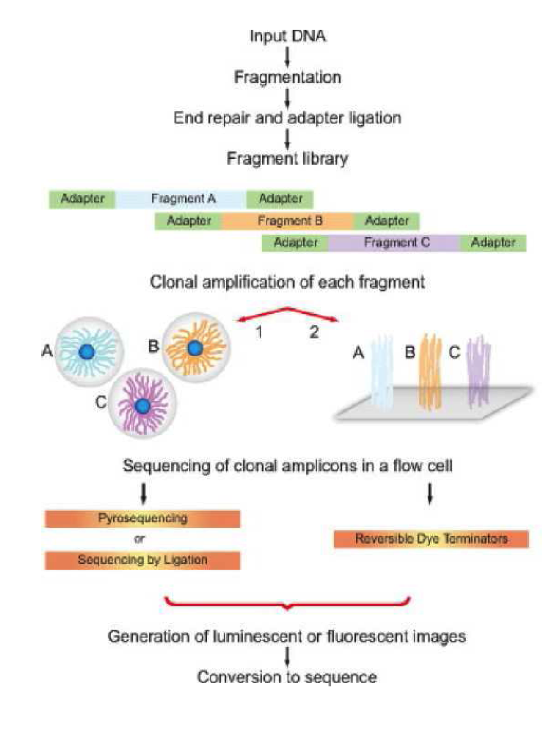 Input DNA
Fragmentation
End repair and adapter ligation
Fragment library
Adapter Fragment A Adapter
Adapter Fragment B Adapter
Adapter Fragment C Adapter
Clonal amplification of each fragment
1 2
A B C
A B C
Sequencing of clonal amplicons in a flow cell
Pyrosequencing
or
Sequencing by Ligation
Reversible Dye Terminators
Generation of luminescent or fluorescent images
Conversion to sequence